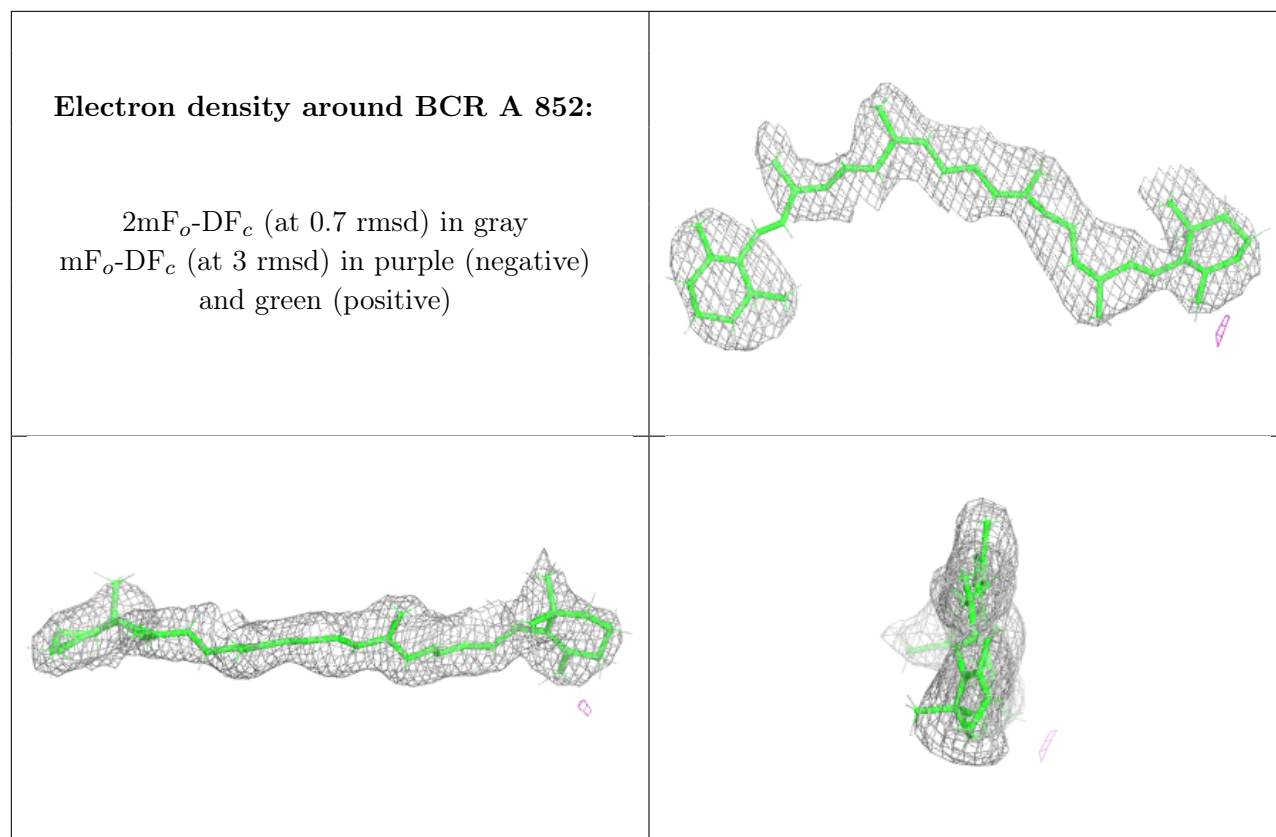 Electron density around BCR A 852:
2mFo-DFc (at 0.7 rmsd) in gray
mFo-DFc (at 3 rmsd) in purple (negative)
and green (positive)